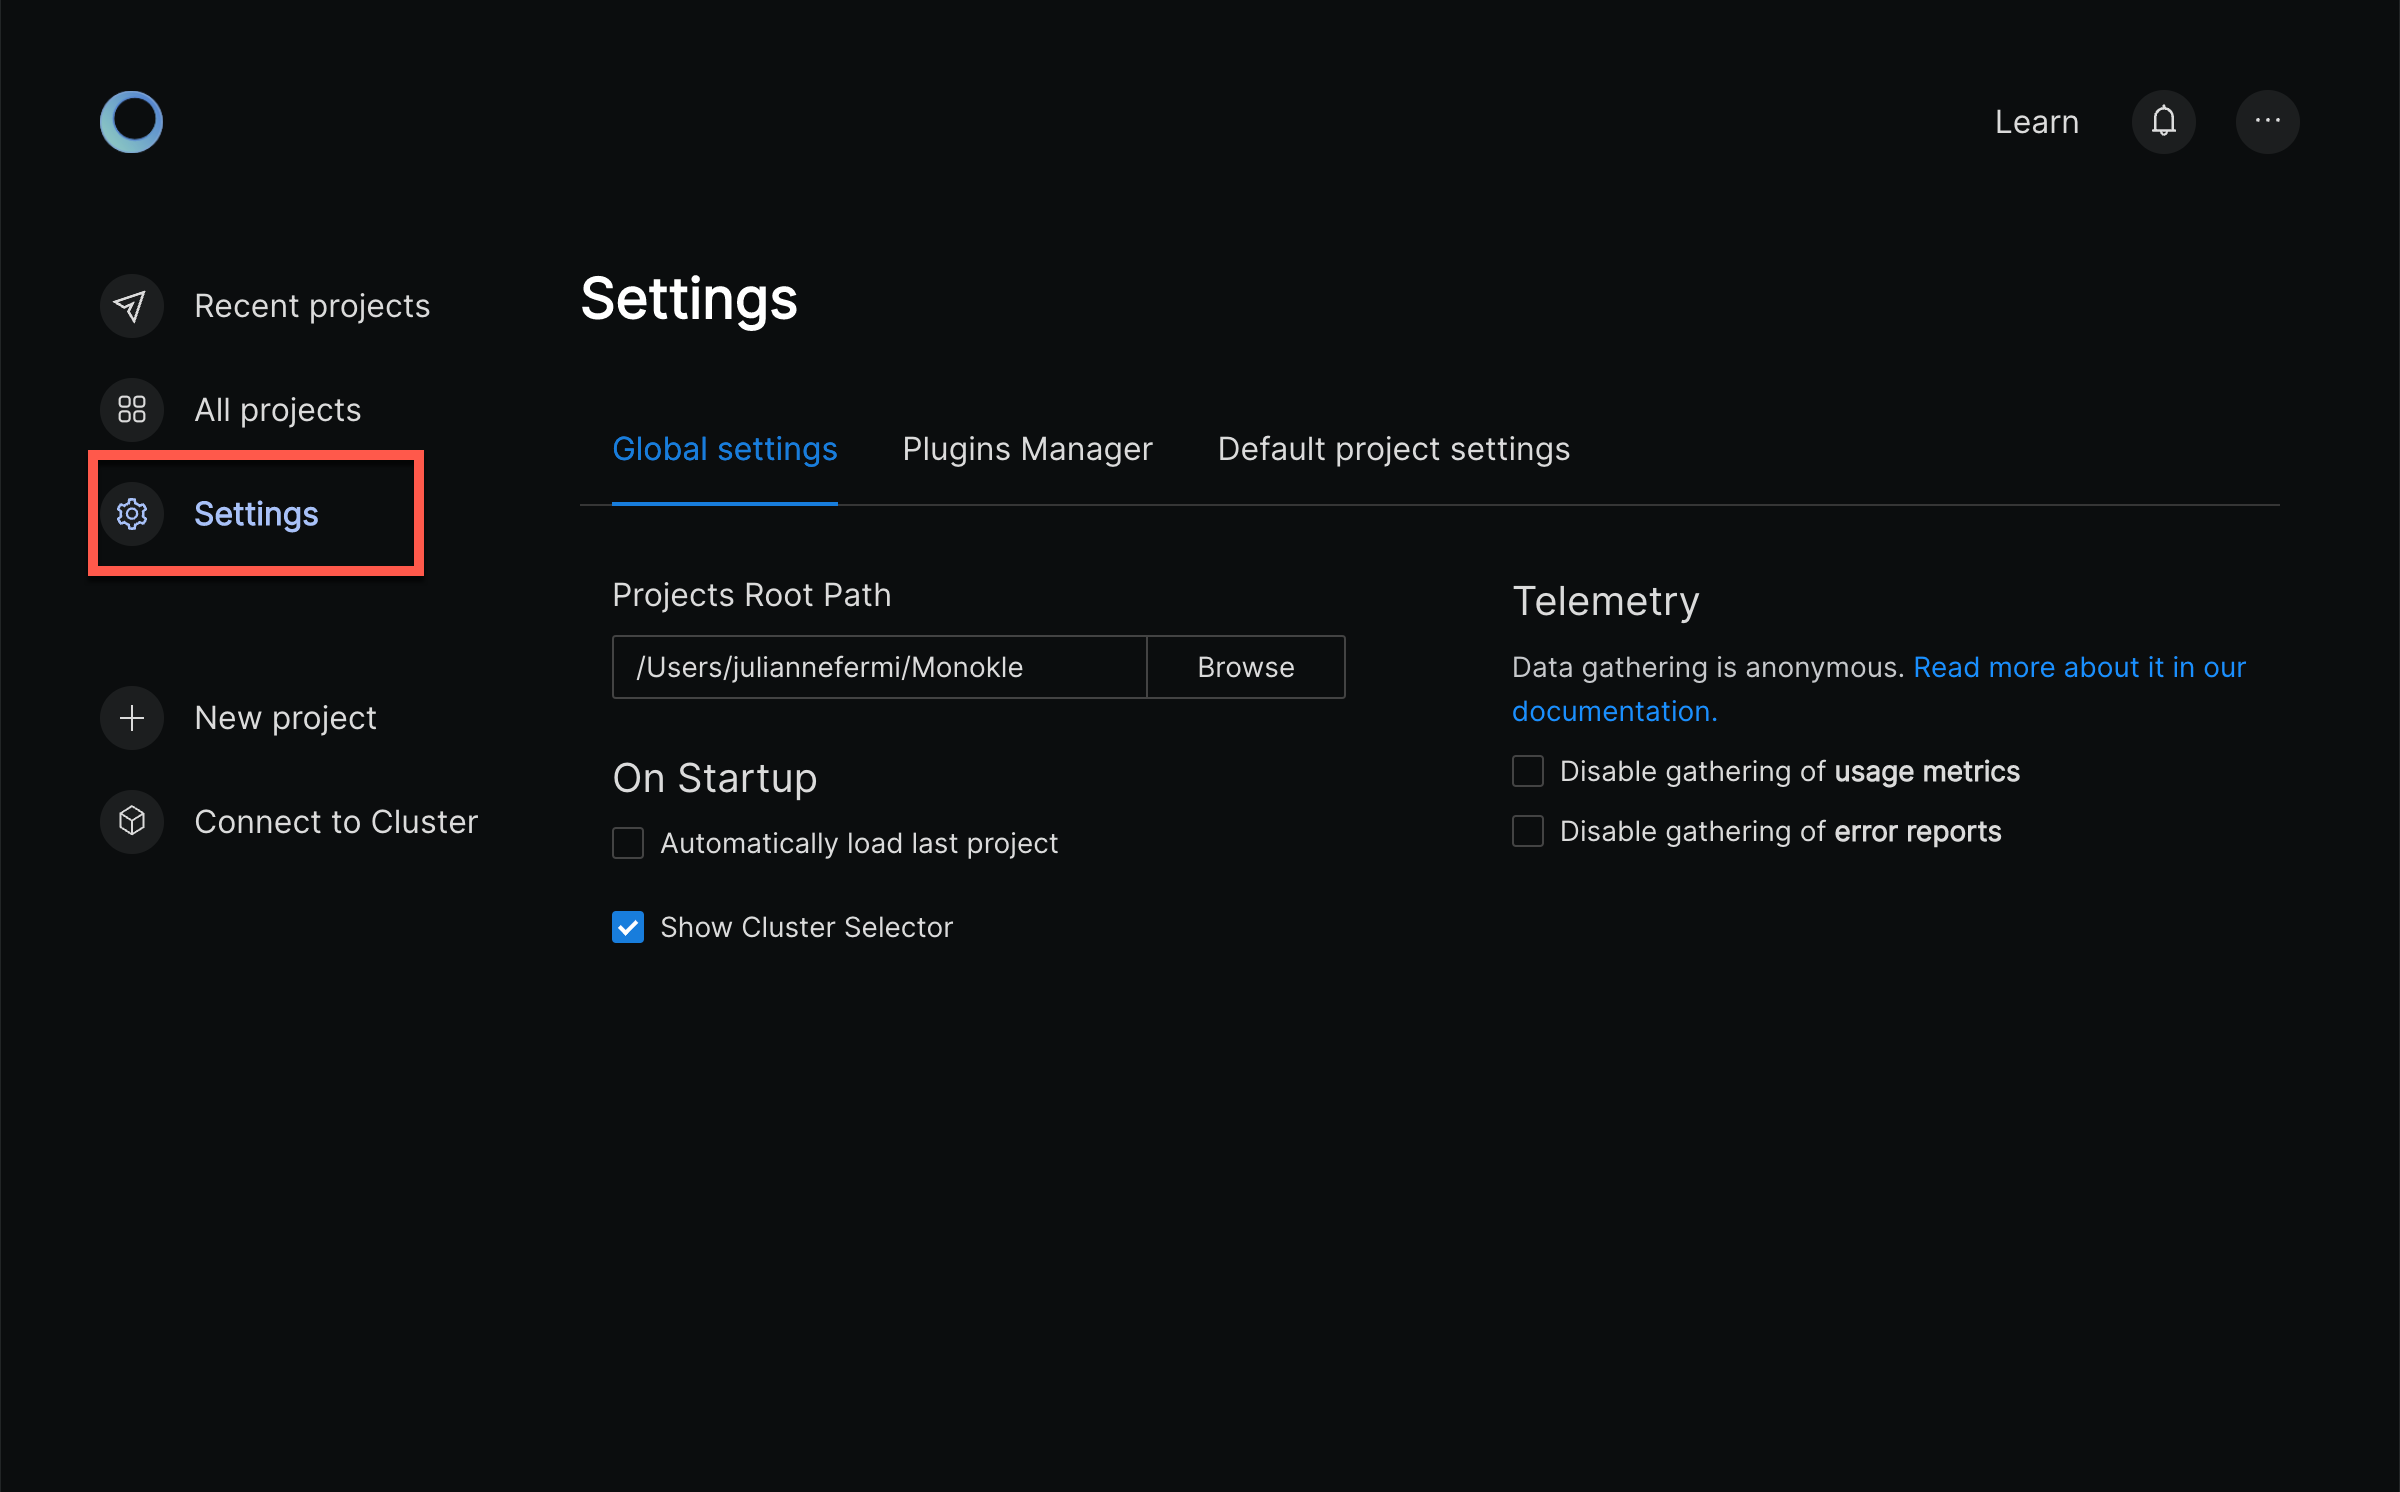 Learn
Recent projects
All projects
Settings
New project
Connect to Cluster
Settings
Global settings
Plugins Manager
Default project settings
Projects Root Path
/Users/juliannefermi/Monokle
Browse
On Startup
Automatically load last project
Show Cluster Selector
Telemetry
Data gathering is anonymous. Read more about it in our
documentation.
Disable gathering of usage metrics
Disable gathering of error reports